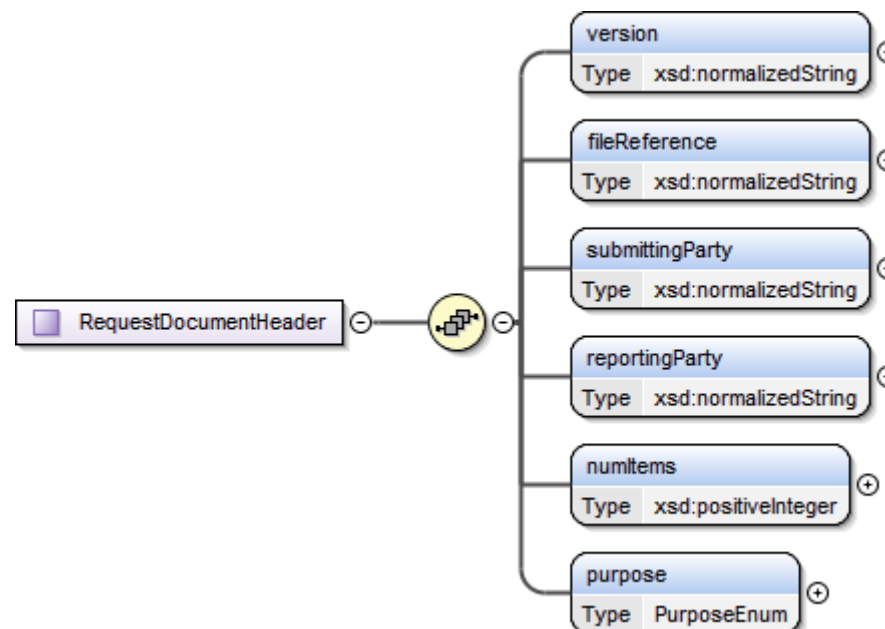 version
Type xsd:normalizedString
fileReference
Type xsd:normalizedString
submittingParty
Type xsd:normalizedString
RequestDocumentHeader
reportingParty
Type xsd:normalizedString
numItems
Type xsd:positiveInteger
purpose
Type PurposeEnum